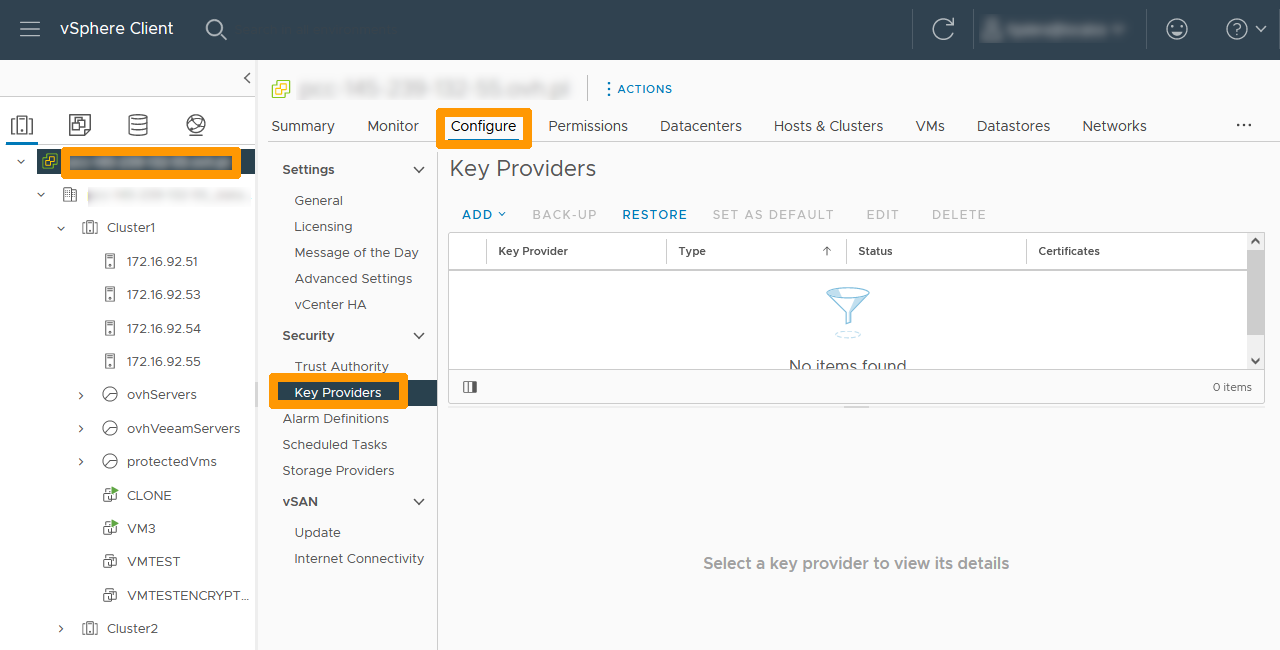 vSphere Client
ACTIONS
Summary Monitor Configure Permissions Datacenters Hosts & Clusters VMs Datastores Networks ...
Cluster1
172.16.92.51
172.16.92.53
172.16.92.54
172.16.92.55
ovhServers
ovhVeeamServers
protectedVms
CLONE
VM3
VMTEST
VMTESTENCRYPT...
Cluster2
Settings
General
Licensing
Message of the Day
Advanced Settings
vCenter HA
Security
Trust Authority
Key Providers
Alarm Definitions
Scheduled Tasks
Storage Providers
vSAN
Update
Internet Connectivity
Key Providers
ADD BACK-UP RESTORE SET AS DEFAULT EDIT DELETE
Key Provider Type Status Certificates
No items found
0 items
Select a key provider to view its details